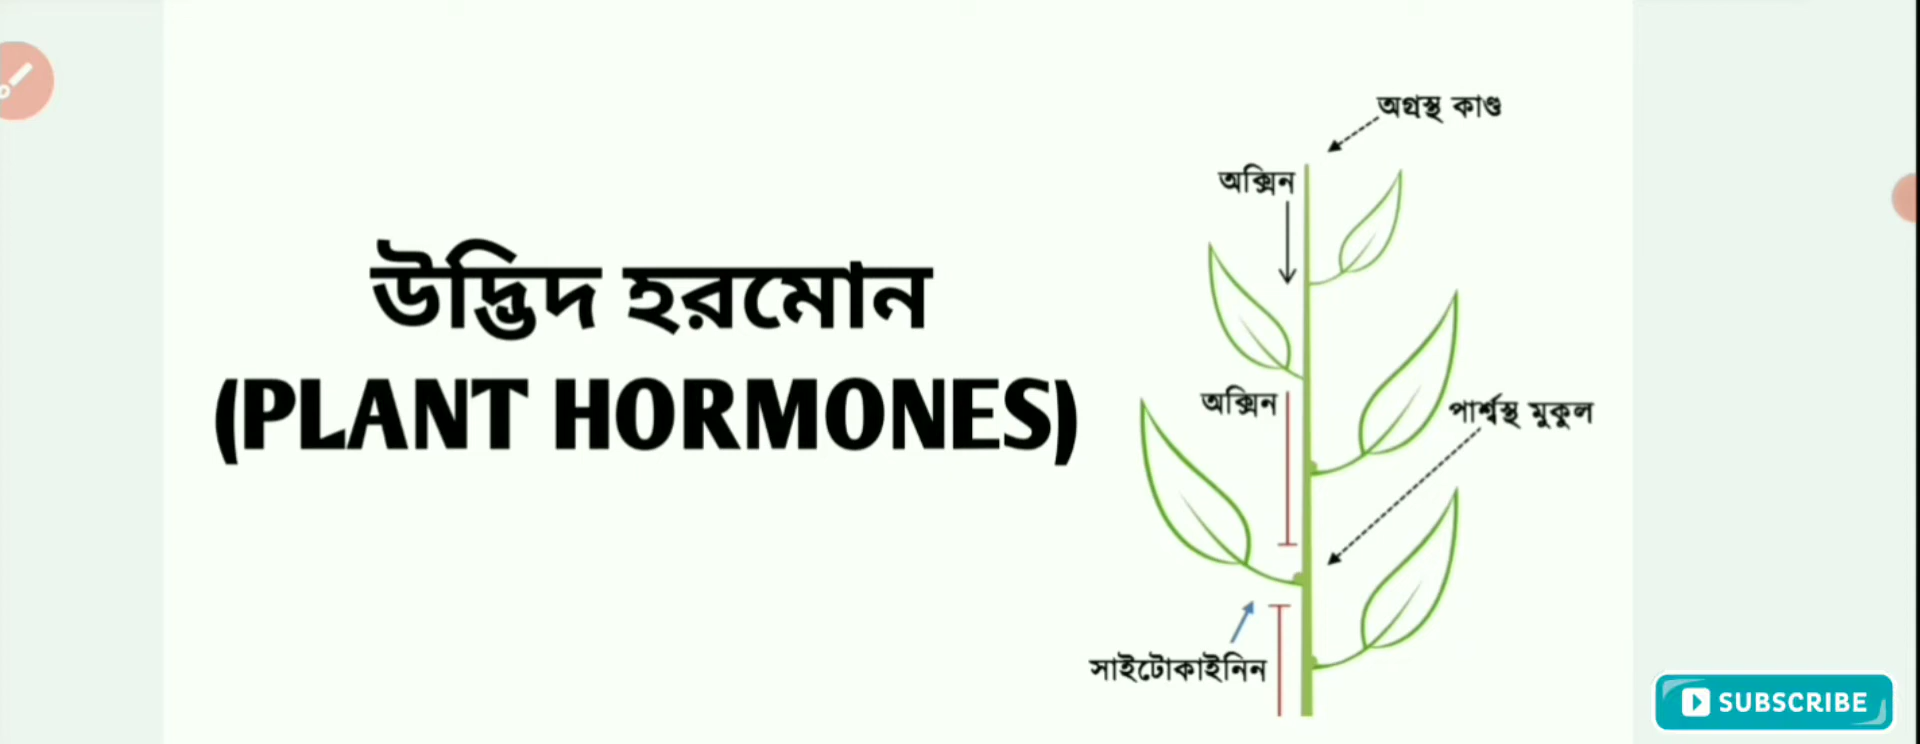 অগ্রস্থ কাণ্ড
অক্সিন
উদ্ভিদ হরমোন
(PLANT HORMONES)
অক্সিন
পার্শ্বস্থ মুকুল
সাইটোকাইনিন
SUBSCRIBE